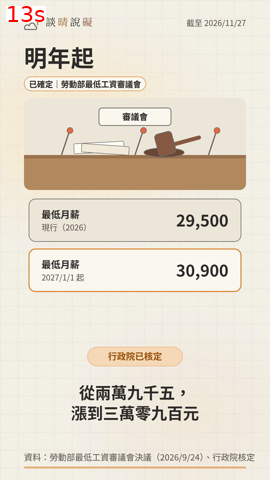 13s
談晴說礙
截至 2026/11/27
明年起
已確定｜勞動部最低工資審議會
審議會
最低月薪
現行（2026）
29,500
最低月薪
2027/1/1 起
30,900
行政院已核定
從兩萬九千五，
漲到三萬零九百元
資料：勞動部最低工資審議會決議（2026/9/24）、行政院核定